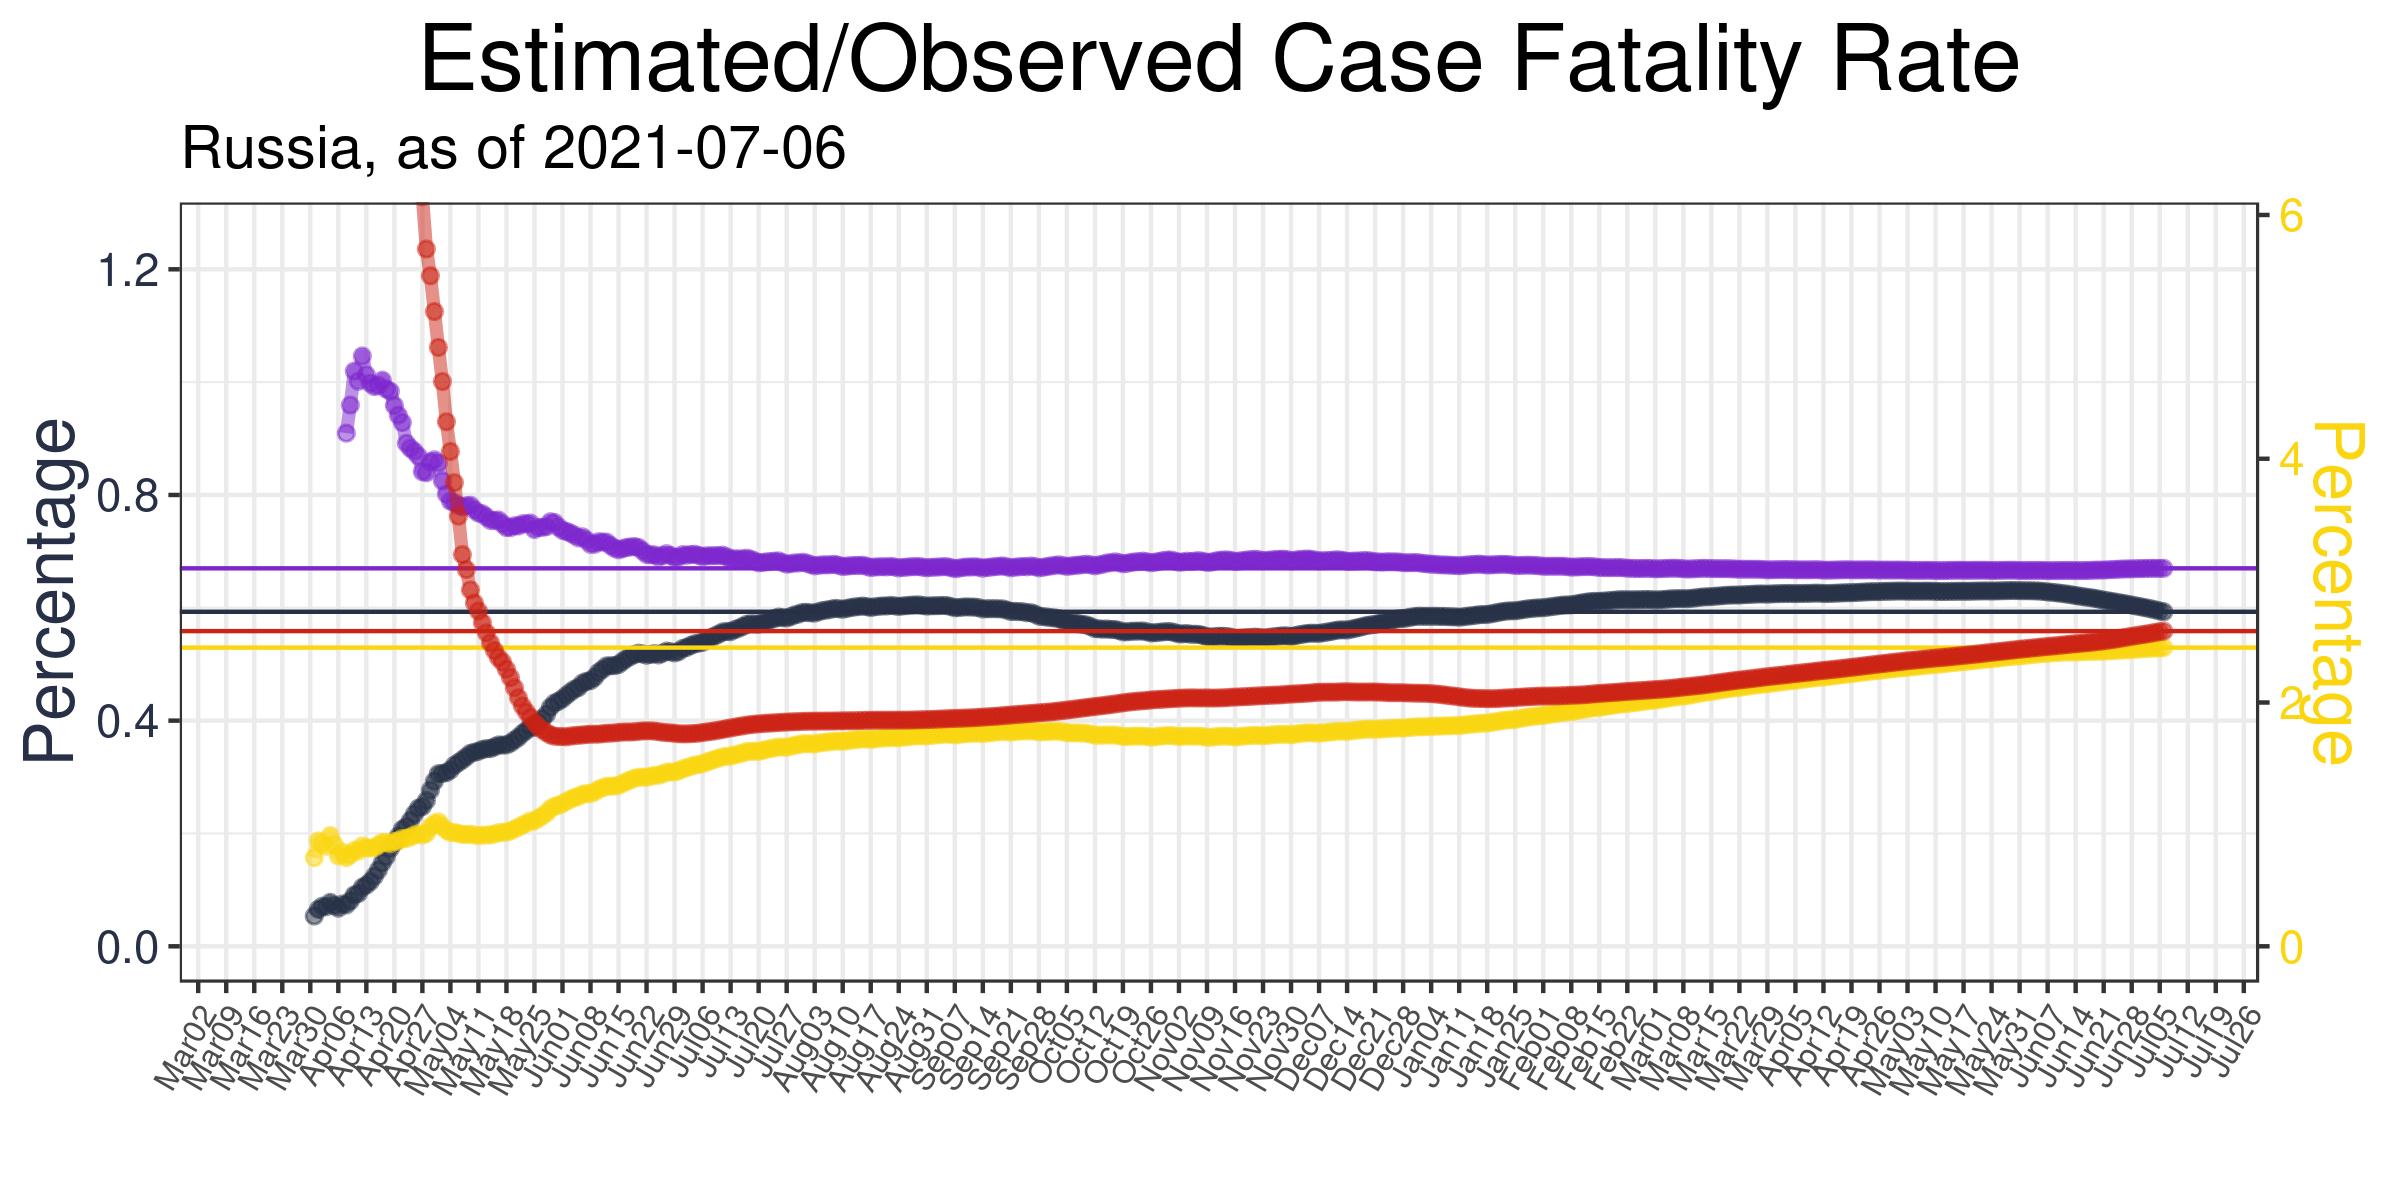 Estimated/Observed Case Fatality Rate
Russia, as of 2021-07-06
Percentage
1.2
0.8
0.4
0.0
6
4
2
0
Percentage
Mar02
Mar09
Mar16
Mar23
Mar30
Apr06
Apr13
Apr20
Apr27
May04
May11
May18
May25
Jun01
Jun08
Jun15
Jun22
Jun29
Jul06
Jul13
Jul20
Jul27
Aug03
Aug10
Aug17
Aug24
Aug31
Sep07
Sep14
Sep21
Sep28
Oct05
Oct12
Oct19
Oct26
Nov02
Nov09
Nov16
Nov23
Nov30
Dec07
Dec14
Dec21
Dec28
Jan04
Jan11
Jan18
Jan25
Feb01
Feb08
Feb15
Feb22
Mar01
Mar08
Mar15
Mar22
Mar29
Apr05
Apr12
Apr19
Apr26
May03
May10
May17
May24
May31
Jun07
Jun14
Jun21
Jun28
Jul05
Jul12
Jul19
Jul26